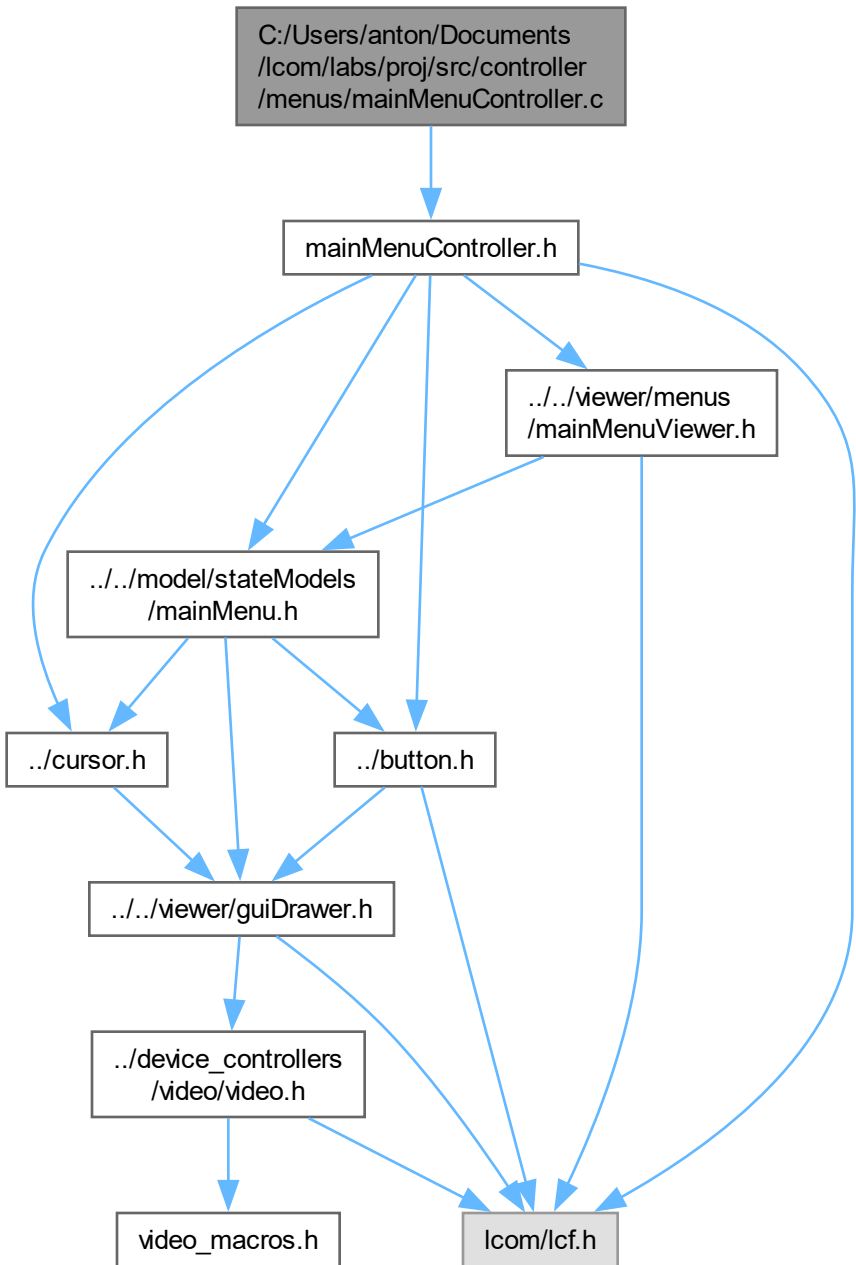 C:/Users/anton/Documents
/lcom/labs/proj/src/controller
/menus/mainMenuController.c
mainMenuController.h
../../viewer/menus
/mainMenuViewer.h
../../model/stateModels
/mainMenu.h
../cursor.h
../button.h
../../viewer/guiDrawer.h
../device_controllers
/video/video.h
video_macros.h
lcom/lcf.h